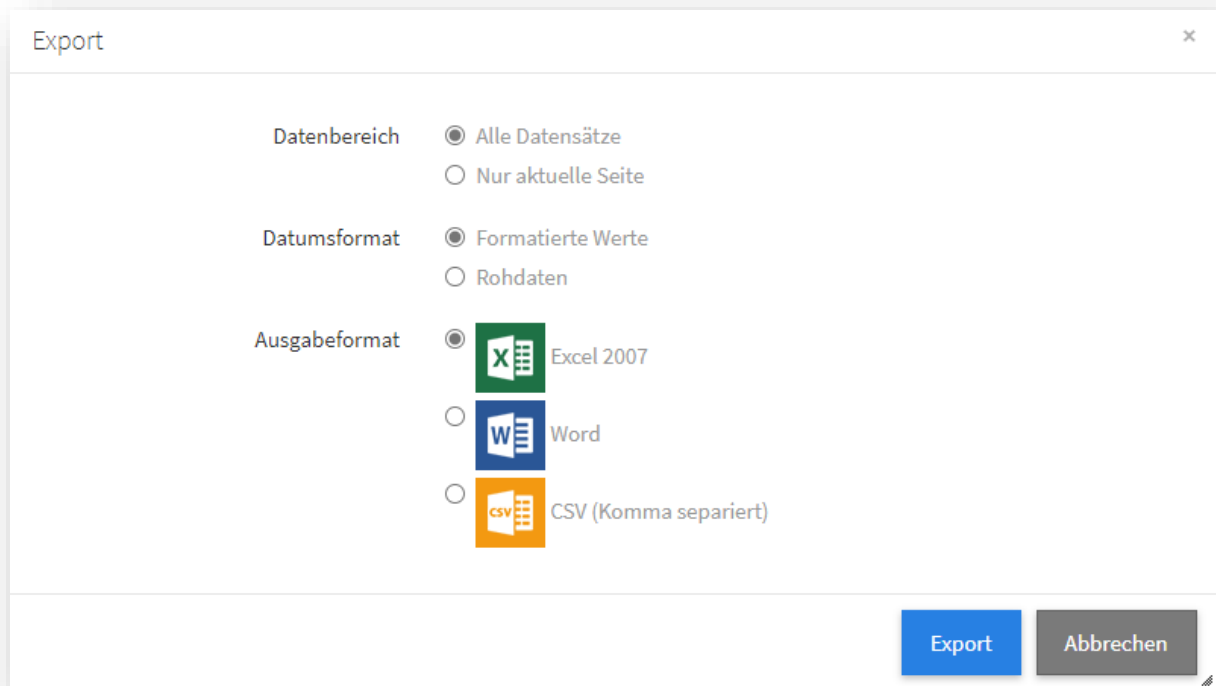 Export ×
Datenbereich Alle Datensätze
Nur aktuelle Seite
Datumsformat Formatierte Werte
Rohdaten
Ausgabeformat X Excel 2007
W Word
CSV CSV (Komma separiert)
Export Abbrechen